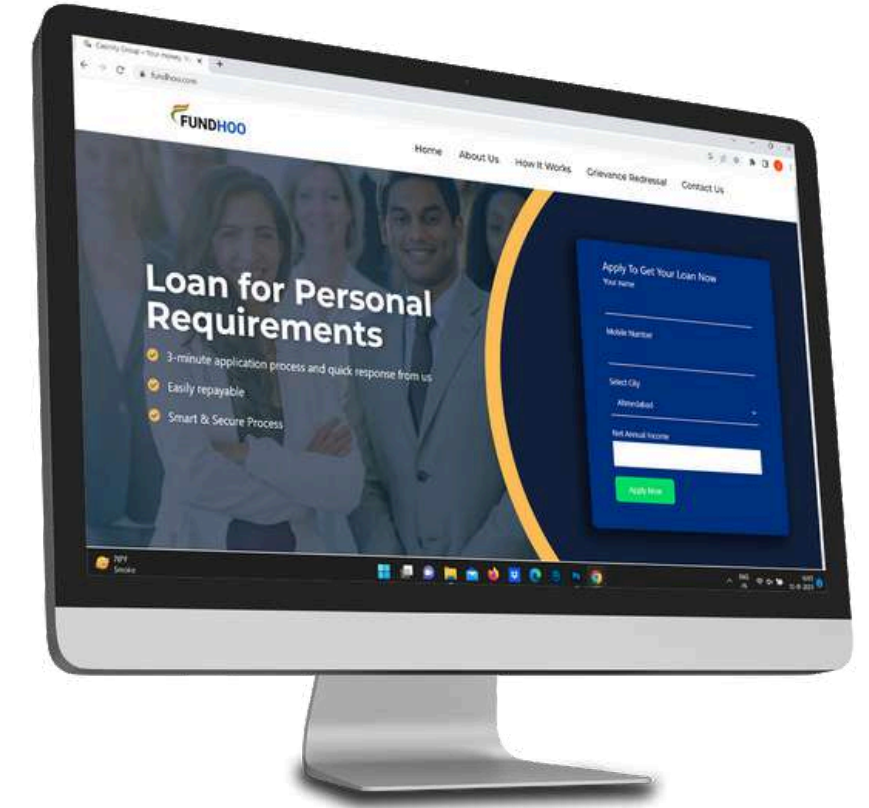 fundhoo.com
FUNDHOO
Home About Us How It Works Grievance Redressal Contact Us
Loan for Personal
Requirements
3-minute application process and quick response from us
Easily repayable
Smart & Secure Process
Apply To Get Your Loan Now
Your name
Mobile Number
Select City
Ahmedabad
Net Annual Income
Apply Now
Smoke
ENG